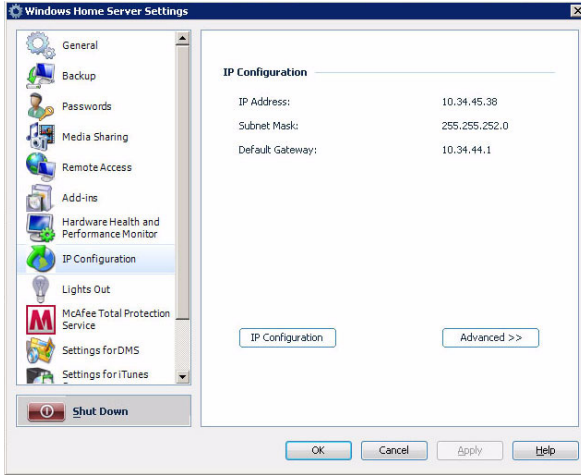 Windows Home Server Settings
General
Backup
Passwords
Media Sharing
Remote Access
Add-ins
Hardware Health and
Performance Monitor
IP Configuration
Lights Out
McAfee Total Protection
Service
Settings for DMS
Settings for iTunes
Shut Down
IP Configuration
IP Address: 10.34.45.38
Subnet Mask: 255.255.252.0
Default Gateway: 10.34.44.1
IP Configuration
Advanced >>
OK
Cancel
Apply
Help